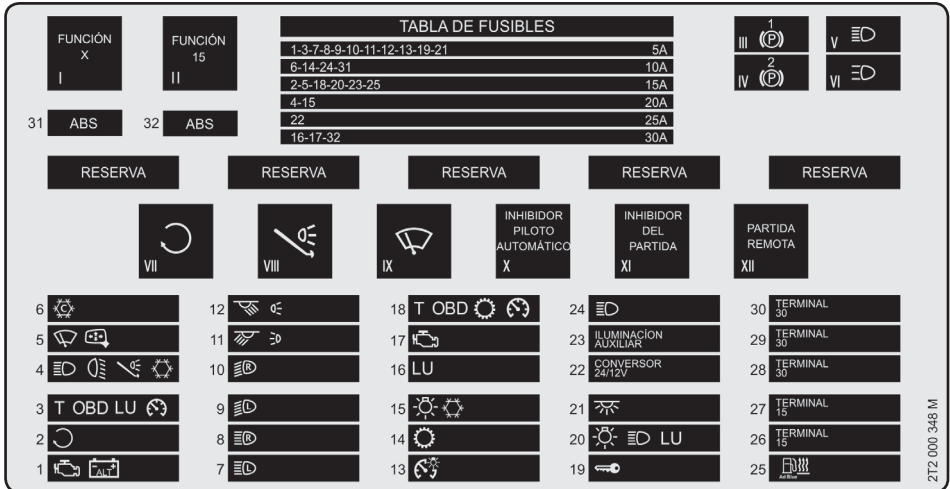 FUNCIÓN
X
I
FUNCIÓN
15
II
TABLA DE FUSIBLES
1-3-7-8-9-10-11-12-13-19-21 5A
6-14-24-31 10A
2-5-18-20-23-25 15A
4-15 20A
22 25A
16-17-32 30A
1
III (P)
V
2
IV (P)
VI
31 ABS
32 ABS
RESERVA
RESERVA
RESERVA
RESERVA
RESERVA
VII
VIII
IX
INHIBIDOR
PILOTO
AUTOMÁTICO
X
INHIBIDOR
DEL
PARTIDA
XI
PARTIDA
REMOTA
XII
6 C
5
4
3 T OBD LU
2
1 ALT
12
11
10 R
9 L
8 R
7 L
18 T OBD
17
16 LU
15
14
13
24
23 ILUMINACÍON
AUXILIAR
22 CONVERSOR
24/12V
21
20 LU
19
30 TERMINAL
30
29 TERMINAL
30
28 TERMINAL
30
27 TERMINAL
15
26 TERMINAL
15
25 Ad Blue
2T2 000 348 M